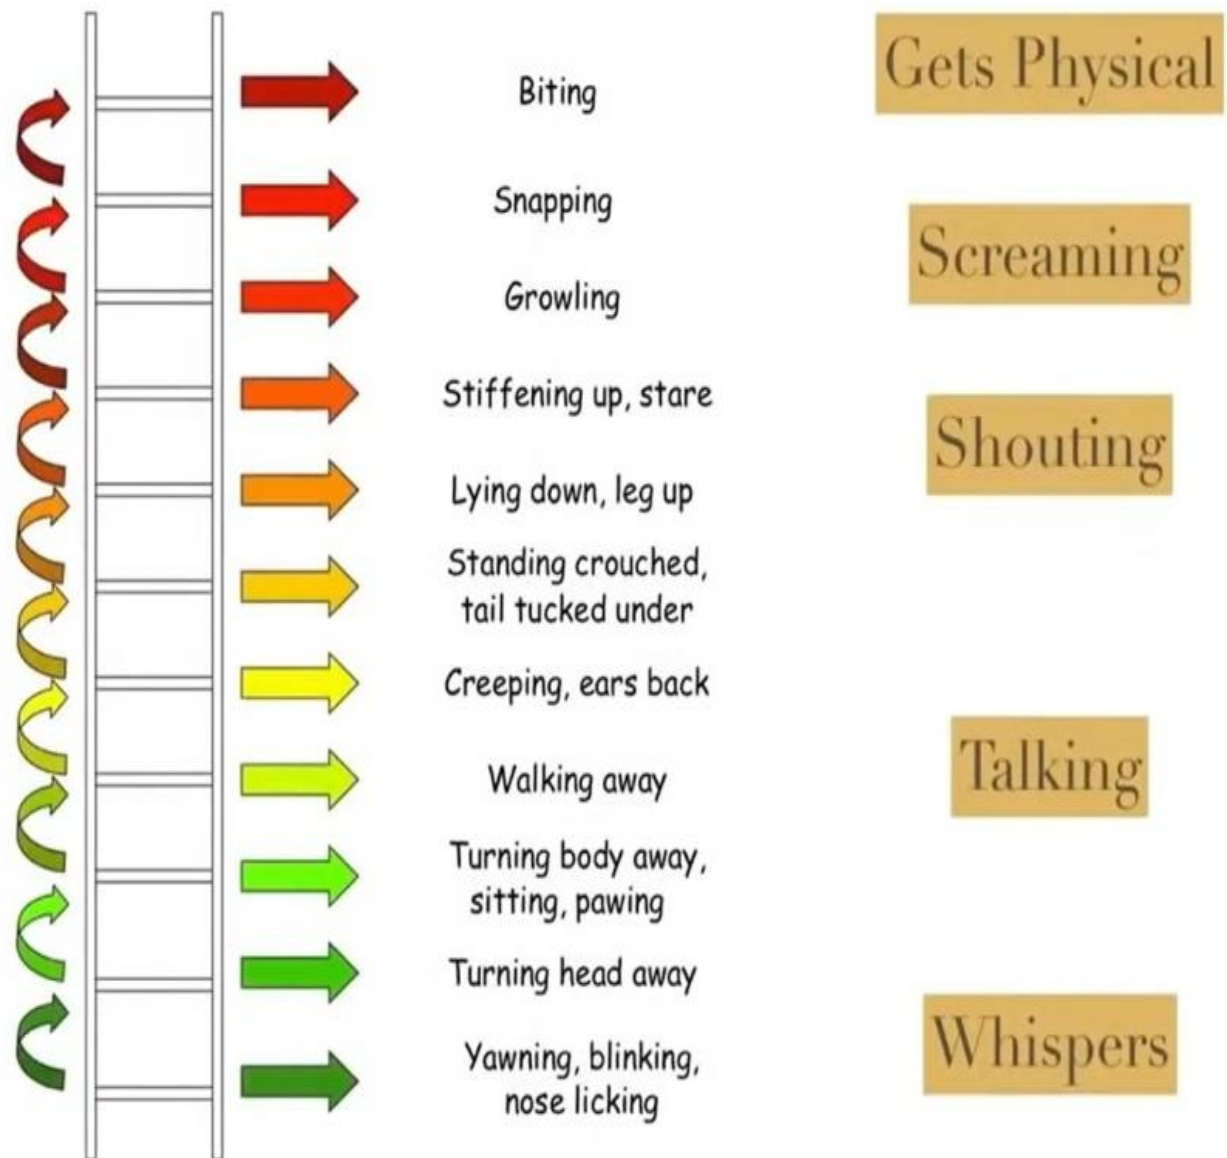 Biting
Gets Physical
Snapping
Screaming
Growling
Stiffening up, stare
Shouting
Lying down, leg up
Standing crouched,
tail tucked under
Creeping, ears back
Walking away
Talking
Turning body away,
sitting, pawing
Turning head away
Yawning, blinking,
nose licking
Whispers